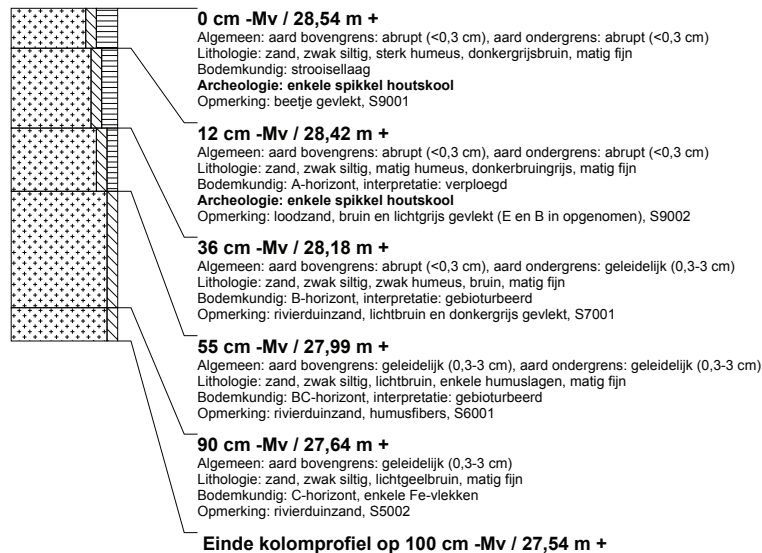 0 cm -Mv / 28,54 m +
Algemeen: aard bovengrens: abrupt (<0,3 cm), aard ondergrens: abrupt (<0,3 cm)
Lithologie: zand, zwak siltig, sterk humeus, donkergrijsbruin, matig fijn
Bodemkundig: strooisellaag
Archeologie: enkele spikkel houtskool
Opmerking: beetje gevlekt, S9001
12 cm -Mv / 28,42 m +
Algemeen: aard bovengrens: abrupt (<0,3 cm), aard ondergrens: abrupt (<0,3 cm)
Lithologie: zand, zwak siltig, matig humeus, donkerbruingrijs, matig fijn
Bodemkundig: A-horizont, interpretatie: verploegd
Archeologie: enkele spikkel houtskool
Opmerking: loodzand, bruin en lichtgrijs gevlekt (E en B in opgenomen), S9002
36 cm -Mv / 28,18 m +
Algemeen: aard bovengrens: abrupt (<0,3 cm), aard ondergrens: geleidelijk (0,3-3 cm)
Lithologie: zand, zwak siltig, zwak humeus, bruin, matig fijn
Bodemkundig: B-horizont, interpretatie: gebioturbeerd
Opmerking: rivierduinzand, lichtbruin en donkergrijs gevlekt, S7001
55 cm -Mv / 27,99 m +
Algemeen: aard bovengrens: geleidelijk (0,3-3 cm), aard ondergrens: geleidelijk (0,3-3 cm)
Lithologie: zand, zwak siltig, lichtbruin, enkele humuslagen, matig fijn
Bodemkundig: BC-horizont, interpretatie: gebioturbeerd
Opmerking: rivierduinzand, humusfibers, S6001
90 cm -Mv / 27,64 m +
Algemeen: aard bovengrens: geleidelijk (0,3-3 cm)
Lithologie: zand, zwak siltig, lichtgeelbruin, matig fijn
Bodemkundig: C-horizont, enkele Fe-vlekken
Opmerking: rivierduinzand, S5002
Einde kolomprofiel op 100 cm -Mv / 27,54 m +